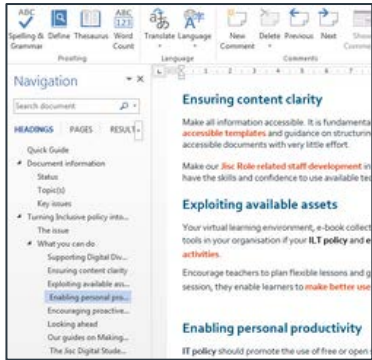 Spelling & Grammar
Define
Thesaurus
Word Count
Translate
Language
New Comment
Delete
Previous
Next
Show
Proofing
Language
Comments
Navigation
Search document
HEADINGS
PAGES
RESULT
Quick Guide
Document information
Status
Topic(s)
Key issues
Turning Inclusive policy into...
The issue
What you can do
Supporting Digital Div...
Ensuring content clarity
Exploiting available ass...
Enabling personal pro...
Encouraging proactive...
Looking ahead
Our guides on Making...
The Jisc Digital Stude...
Ensuring content clarity
Make all information accessible. It is fundamenta
accessible templates and guidance on structurin
accessible documents with very little effort.
Make our Jisc Role related staff development in
have the skills and confidence to use available tec
Exploiting available assets
Your virtual learning environment, e-book collect
tools in your organisation if your ILT policy and e
activities.
Encourage teachers to plan flexible lessons and g
session, they enable learners to make better use
Enabling personal productivity
IT policy should promote the use of free or open